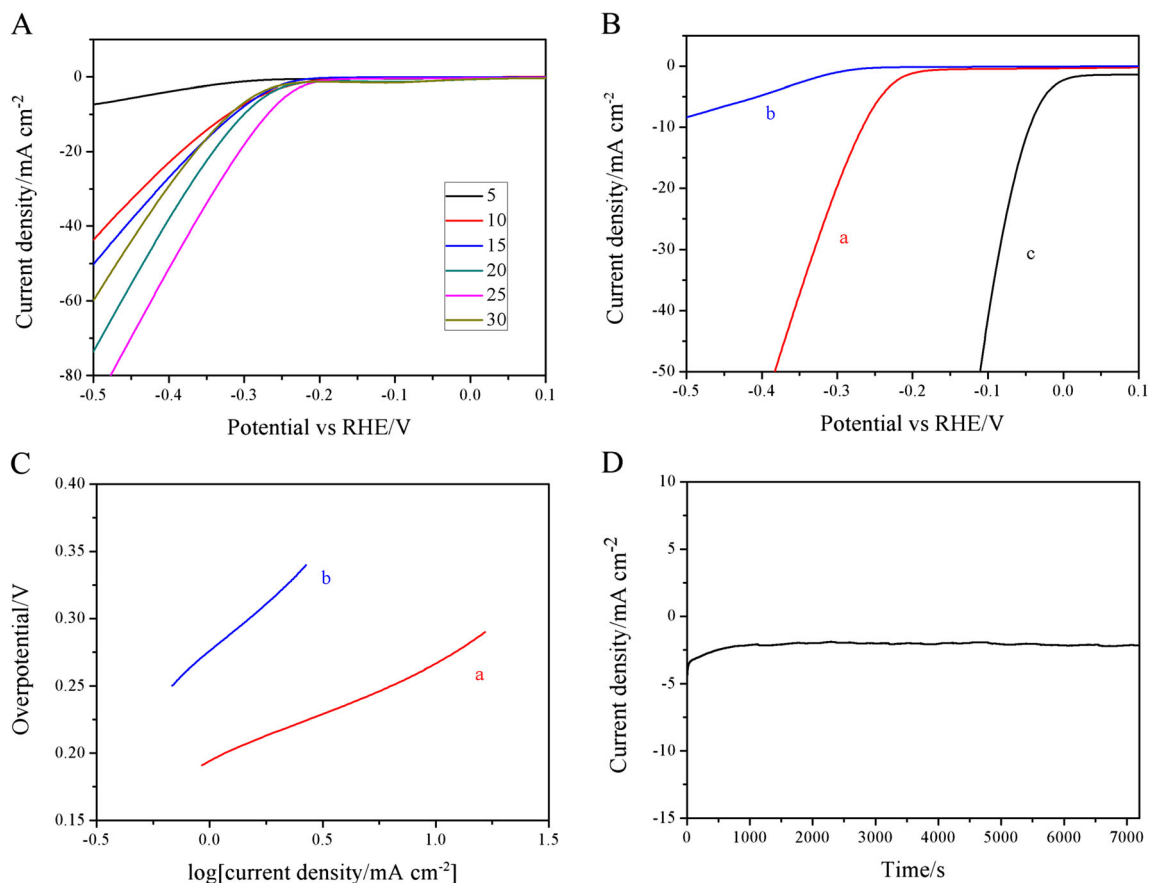 A
Current density/mA cm⁻²
0
-20
-40
-60
-80
-0.5 -0.4 -0.3 -0.2 -0.1 0.0 0.1
Potential vs RHE/V
5
10
15
20
25
30
B
Current density/mA cm⁻²
0
-10
-20
-30
-40
-50
-0.5 -0.4 -0.3 -0.2 -0.1 0.0 0.1
Potential vs RHE/V
b
a
c
C
Overpotential/V
0.40
0.35
0.30
0.25
0.20
0.15
-0.5 0.0 0.5 1.0 1.5
log[current density/mA cm⁻²]
b
a
D
Current density/mA cm⁻²
10
5
0
-5
-10
-15
0 1000 2000 3000 4000 5000 6000 7000
Time/s